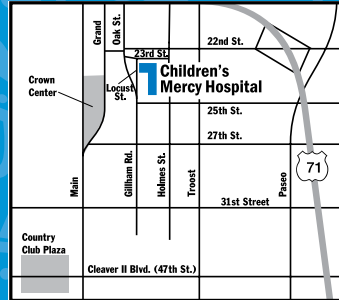 Grand
Oak St.
22nd St.
23rd St.
Children's
Mercy Hospital
Crown
Center
Locust
St.
25th St.
27th St.
Main
Gillham Rd.
Holmes St.
Troost
Paseo
71
31st Street
Country
Club Plaza
Cleaver II Blvd. (47th St.)